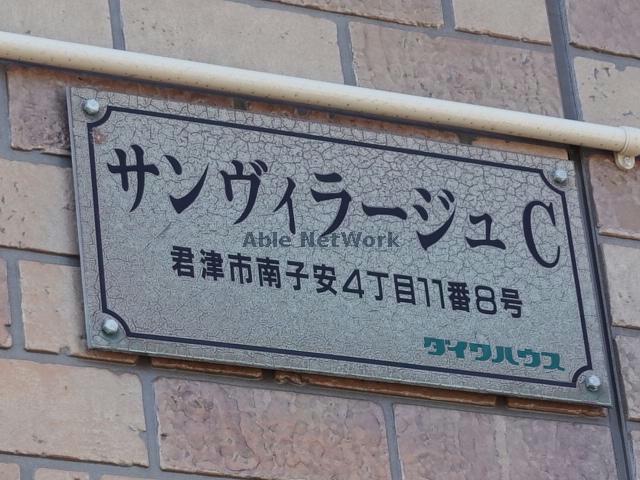 サンヴィラージュC
Able NetWork
君津市南子安4丁目11番8号
ダイワハウス